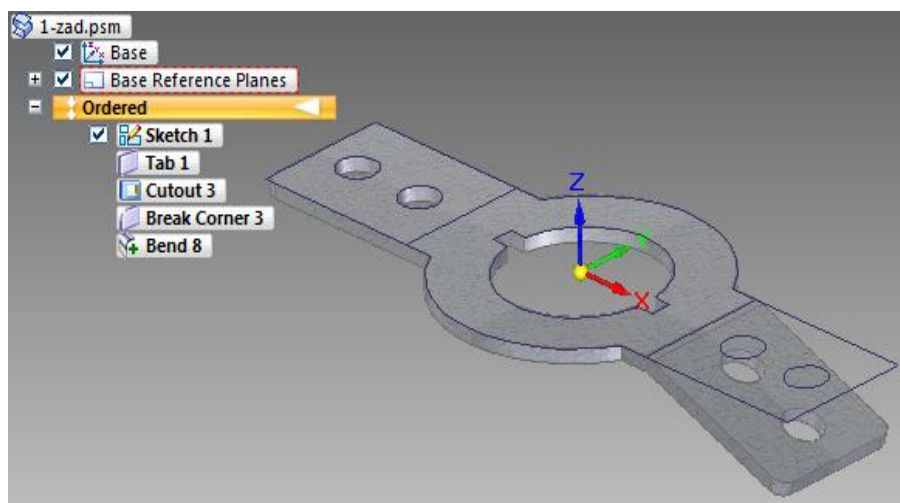 1-zad.psm
Base
Base Reference Planes
Ordered
Sketch 1
Tab 1
Cutout 3
Break Corner 3
Bend 8
Z
Y
X